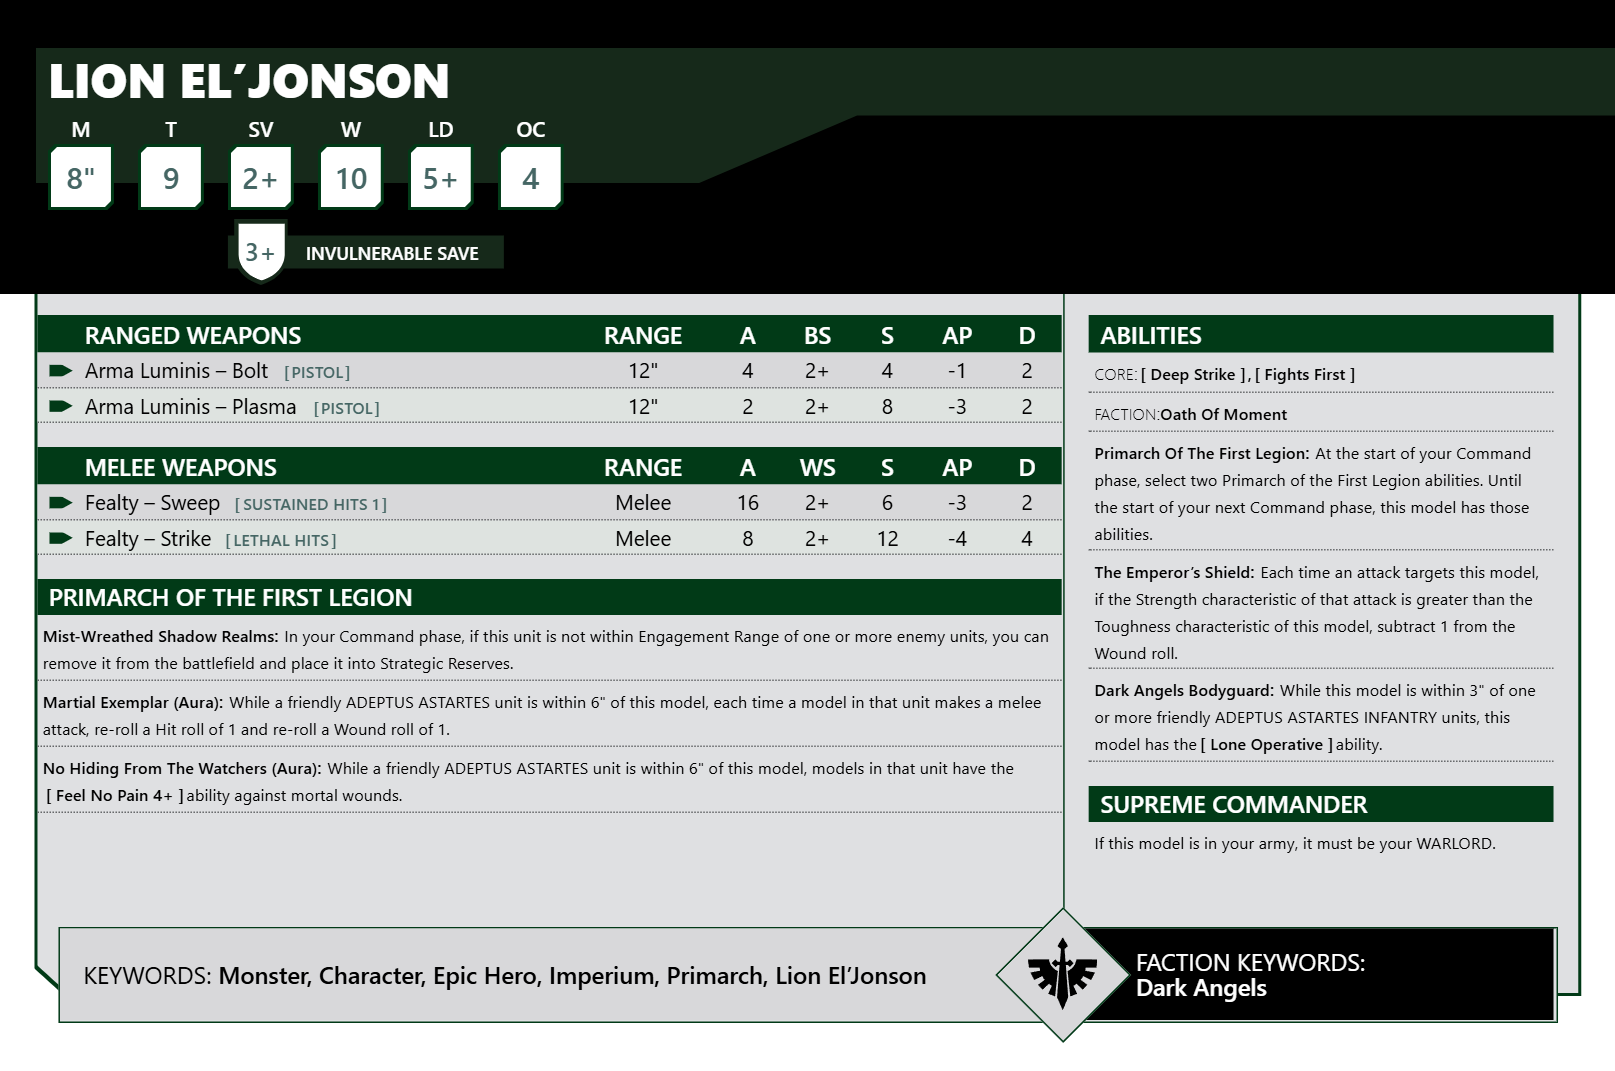 LION EL’JONSON
M T SV W LD OC
8" 9 2+ 10 5+ 4
3+ INVULNERABLE SAVE
RANGED WEAPONS RANGE A BS S AP D
Arma Luminis – Bolt [PISTOL] 12" 4 2+ 4 -1 2
Arma Luminis – Plasma [PISTOL] 12" 2 2+ 8 -3 2
MELEE WEAPONS RANGE A WS S AP D
Fealty – Sweep [SUSTAINED HITS 1] Melee 16 2+ 6 -3 2
Fealty – Strike [LETHAL HITS] Melee 8 2+ 12 -4 4
PRIMARCH OF THE FIRST LEGION
Mist-Wreathed Shadow Realms: In your Command phase, if this unit is not within Engagement Range of one or more enemy units, you can
remove it from the battlefield and place it into Strategic Reserves.
Martial Exemplar (Aura): While a friendly ADEPTUS ASTARTES unit is within 6" of this model, each time a model in that unit makes a melee
attack, re-roll a Hit roll of 1 and re-roll a Wound roll of 1.
No Hiding From The Watchers (Aura): While a friendly ADEPTUS ASTARTES unit is within 6" of this model, models in that unit have the
[ Feel No Pain 4+ ] ability against mortal wounds.
ABILITIES
CORE: [ Deep Strike ], [ Fights First ]
FACTION:Oath Of Moment
Primarch Of The First Legion: At the start of your Command
phase, select two Primarch of the First Legion abilities. Until
the start of your next Command phase, this model has those
abilities.
The Emperor’s Shield: Each time an attack targets this model,
if the Strength characteristic of that attack is greater than the
Toughness characteristic of this model, subtract 1 from the
Wound roll.
Dark Angels Bodyguard: While this model is within 3" of one
or more friendly ADEPTUS ASTARTES INFANTRY units, this
model has the [ Lone Operative ] ability.
SUPREME COMMANDER
If this model is in your army, it must be your WARLORD.
KEYWORDS: Monster, Character, Epic Hero, Imperium, Primarch, Lion El’Jonson
FACTION KEYWORDS:
Dark Angels